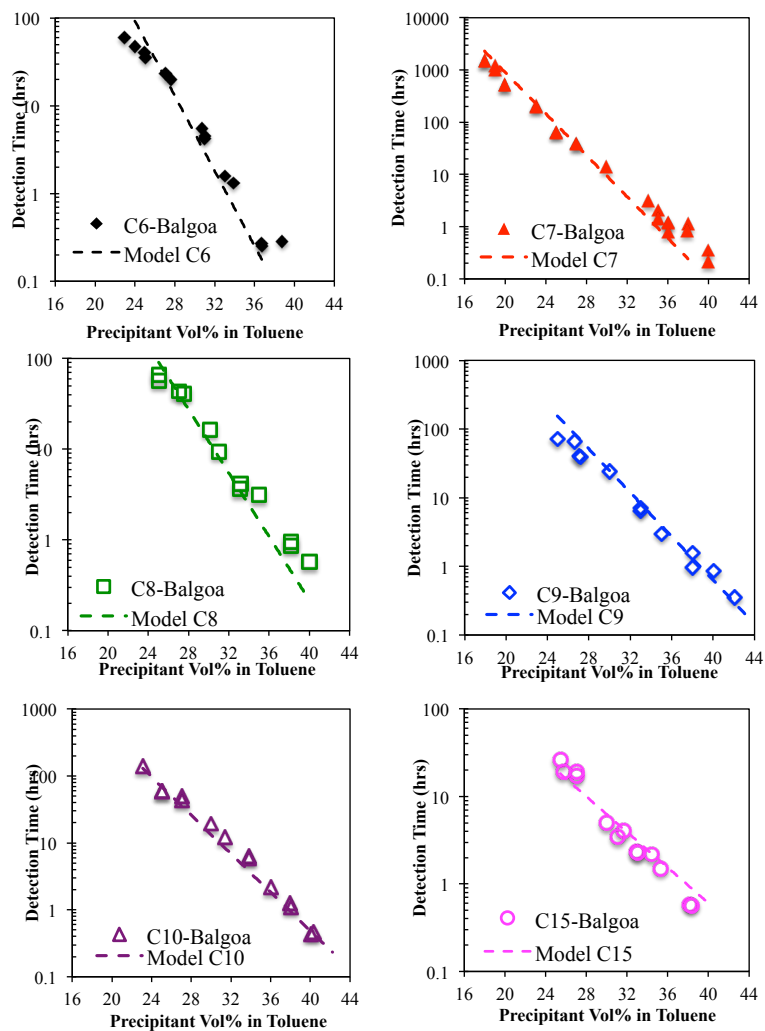 100
10
1
0.1
Detection Time (hrs)
C6-Balgoa
Model C6
16 20 24 28 32 36 40 44
Precipitant Vol% in Toluene
10000
1000
100
10
1
0.1
Detection Time (hrs)
C7-Balgoa
Model C7
16 20 24 28 32 36 40 44
Precipitant Vol% in Toluene
100
10
1
0.1
Detection Time (hrs)
C8-Balgoa
Model C8
16 20 24 28 32 36 40 44
Precipitant Vol% in Toluene
1000
100
10
1
0.1
Detection Time (hrs)
C9-Balgoa
Model C9
16 20 24 28 32 36 40 44
Precipitant Vol% in Toluene
1000
100
10
1
0.1
Detection Time (hrs)
C10-Balgoa
Model C10
16 20 24 28 32 36 40 44
Precipitant Vol% in Toluene
100
10
1
0.1
Detection Time (hrs)
C15-Balgoa
Model C15
16 20 24 28 32 36 40 44
Precipitant Vol% in Toluene